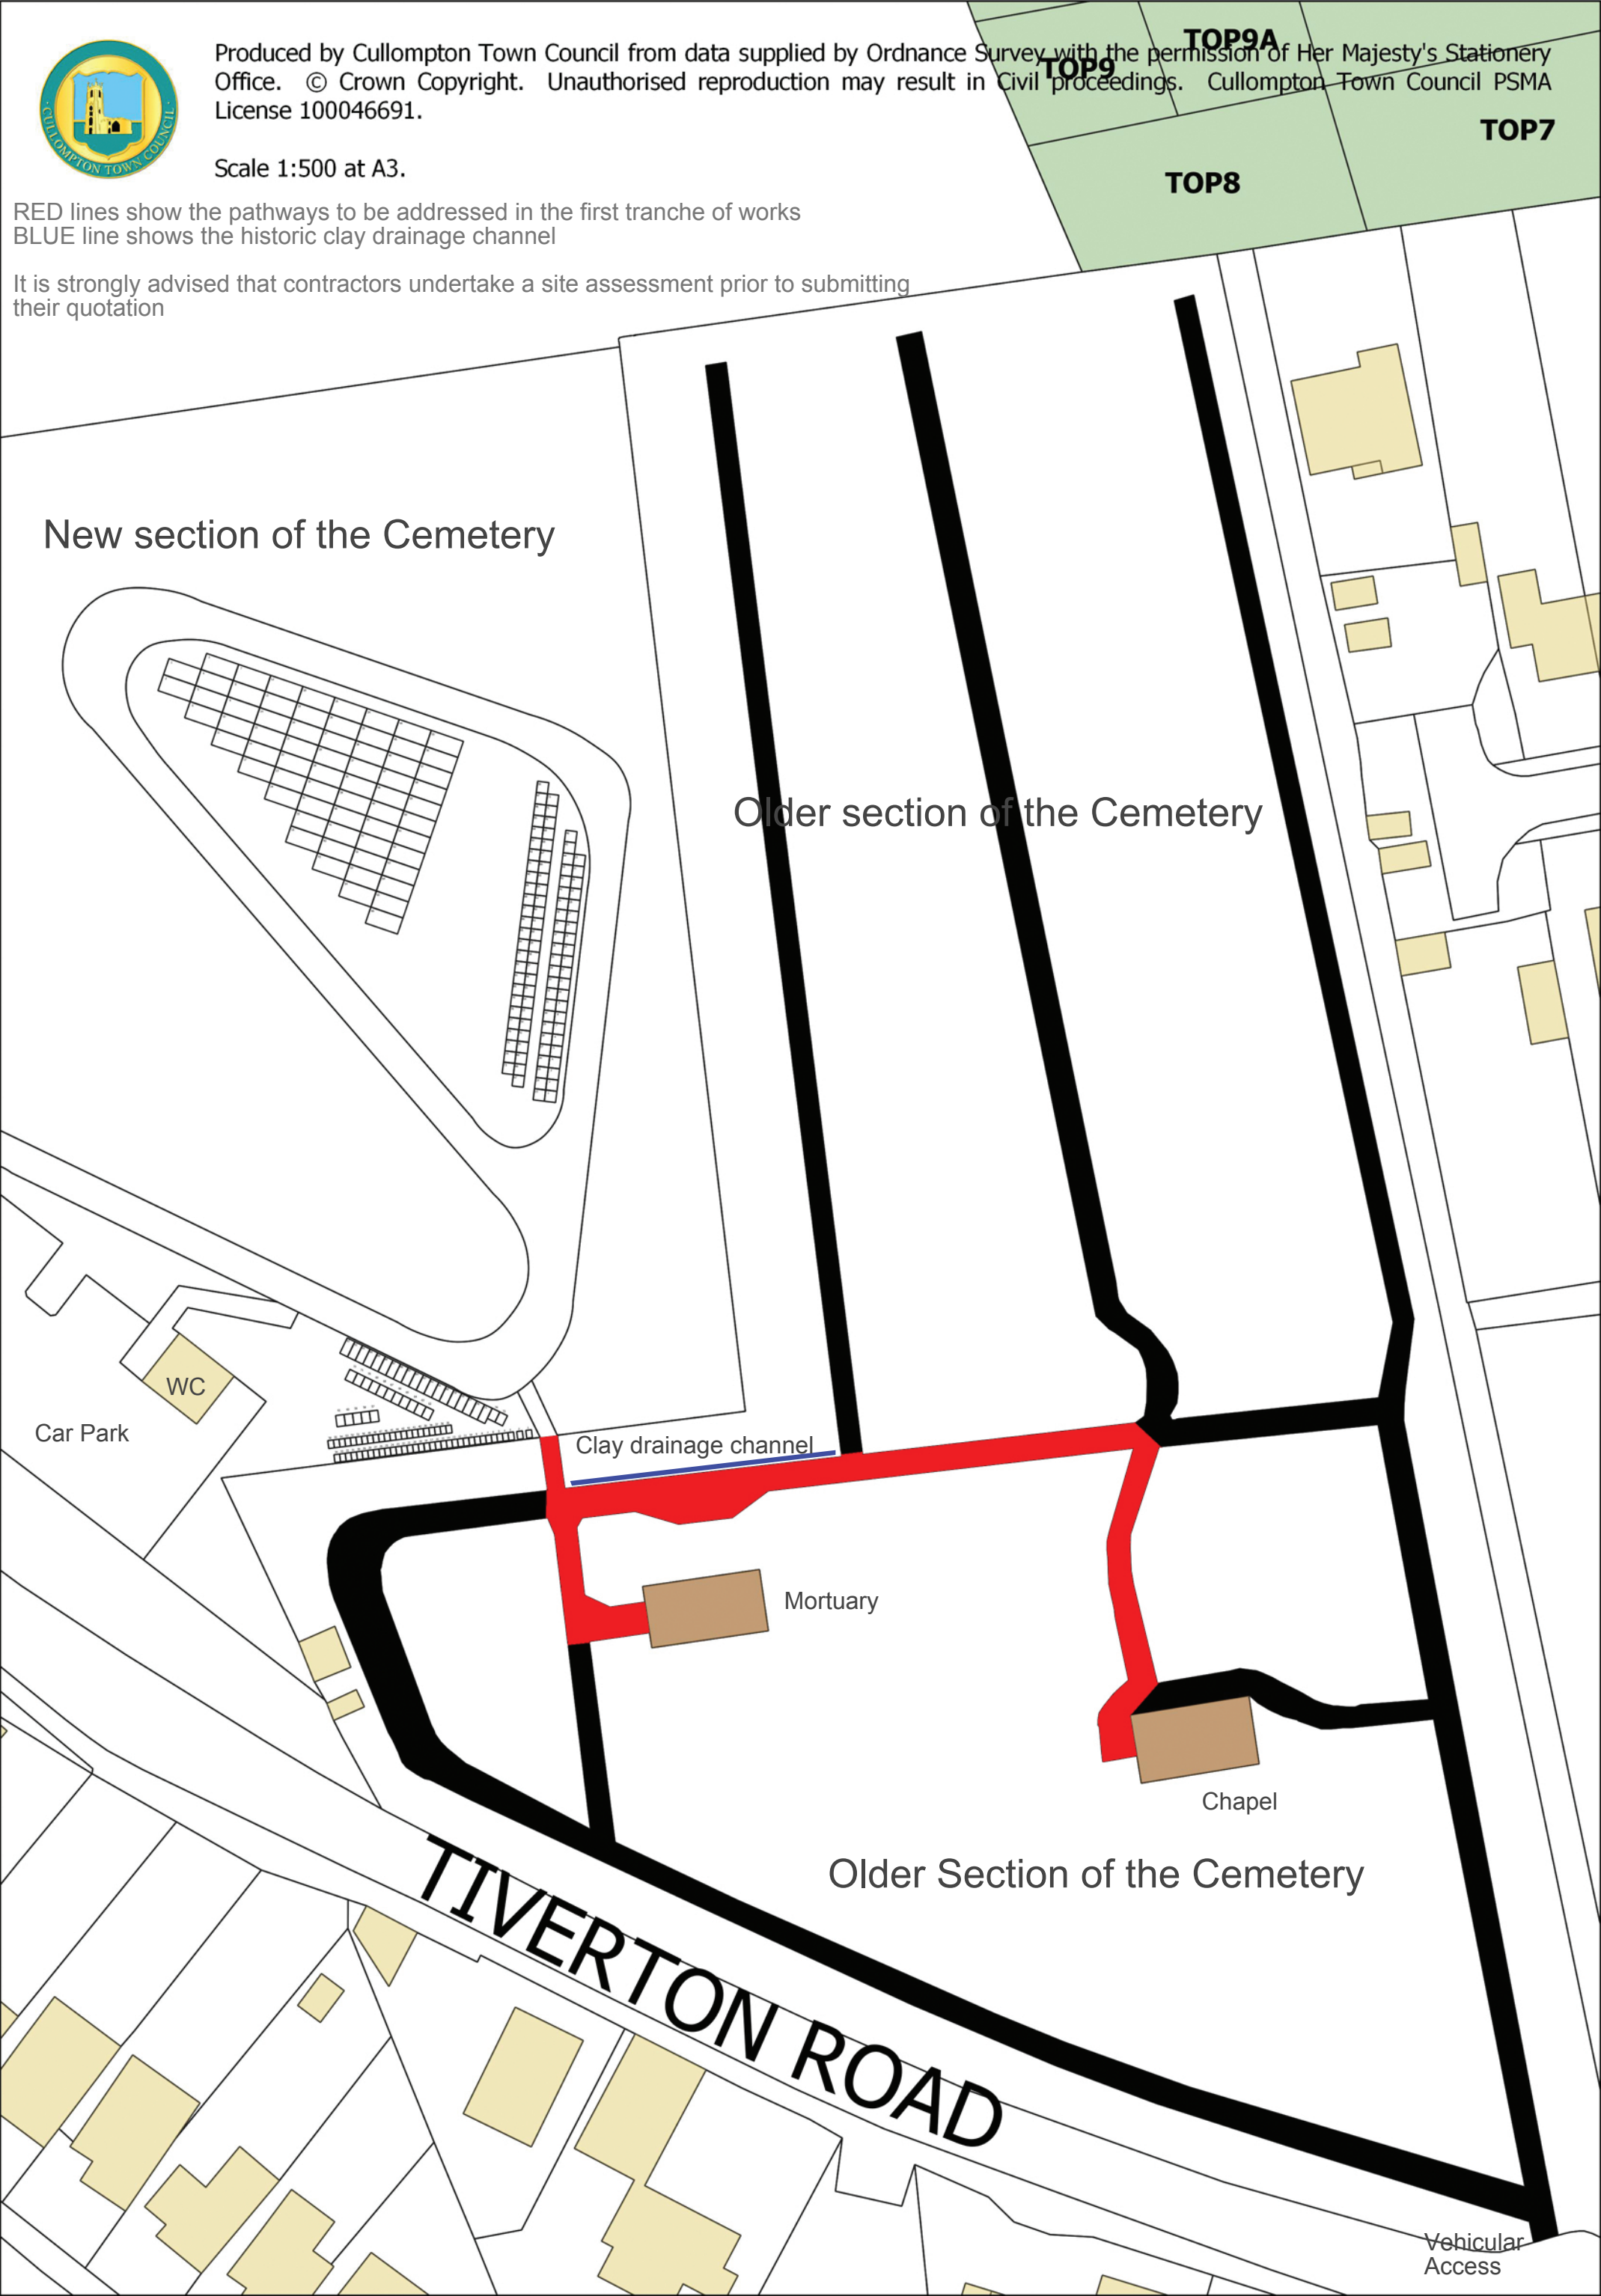 Produced by Cullompton Town Council from data supplied by Ordnance Survey with the permission of Her Majesty's Stationery
Office. © Crown Copyright. Unauthorised reproduction may result in Civil proceedings. Cullompton Town Council PSMA
License 100046691.
Scale 1:500 at A3.
· CULLOMPTON TOWN COUNCIL ·
TOP9A
TOP9
TOP7
TOP8
RED lines show the pathways to be addressed in the first tranche of works
BLUE line shows the historic clay drainage channel
It is strongly advised that contractors undertake a site assessment prior to submitting
their quotation
New section of the Cemetery
Older section of the Cemetery
WC
Car Park
Clay drainage channel
Mortuary
Chapel
Older Section of the Cemetery
TIVERTON ROAD
Vehicular
Access